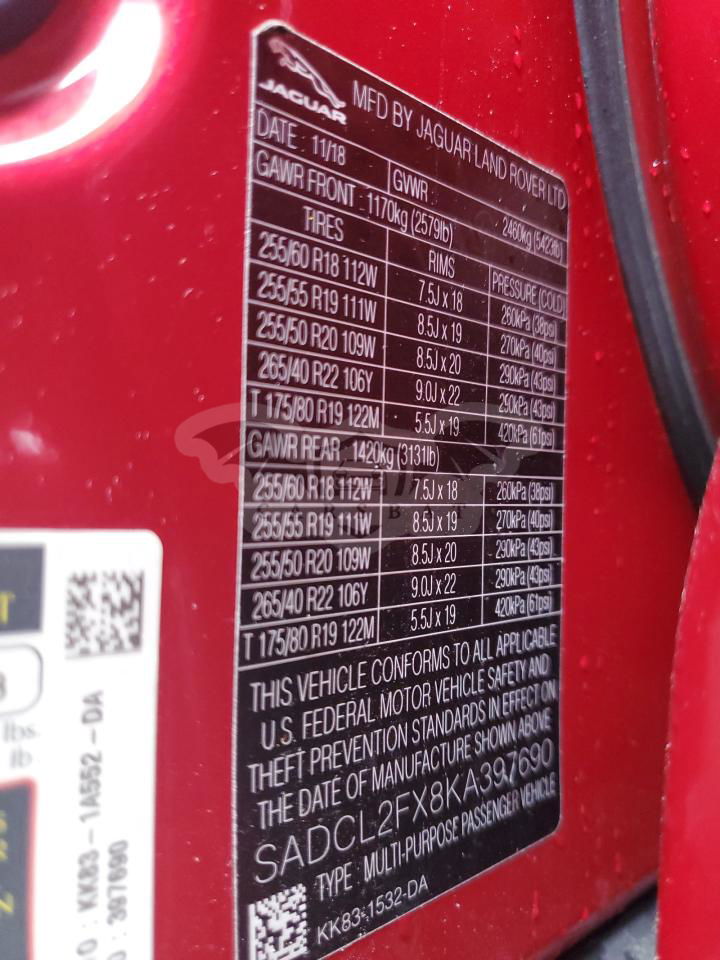 JAGUAR
MFD BY JAGUAR LAND ROVER LTD
DATE : 11/18
GVWR : 2460kg (5423lb)
GAWR FRONT : 1170kg (2579lb)
TIRES RIMS PRESSURE (COLD)
255/60 R18 112W 7.5J x 18 260kPa (38psi)
255/55 R19 111W 8.5J x 19 270kPa (40psi)
255/50 R20 109W 8.5J x 20 290kPa (43psi)
265/40 R22 106Y 9.0J x 22 290kPa (43psi)
T 175/80 R19 122M 5.5J x 19 420kPa (61psi)
GAWR REAR : 1420kg (3131lb)
255/60 R18 112W 7.5J x 18 260kPa (38psi)
255/55 R19 111W 8.5J x 19 270kPa (40psi)
255/50 R20 109W 8.5J x 20 290kPa (43psi)
265/40 R22 106Y 9.0J x 22 290kPa (43psi)
T 175/80 R19 122M 5.5J x 19 420kPa (61psi)
THIS VEHICLE CONFORMS TO ALL APPLICABLE
U.S. FEDERAL MOTOR VEHICLE SAFETY AND
THEFT PREVENTION STANDARDS IN EFFECT ON
THE DATE OF MANUFACTURE SHOWN ABOVE
SADCL2FX8KA397690
TYPE : MULTI-PURPOSE PASSENGER VEHICLE
KK83-1532-DA
T
lbs.
lb
: KK83-1A552-DA
: 397690